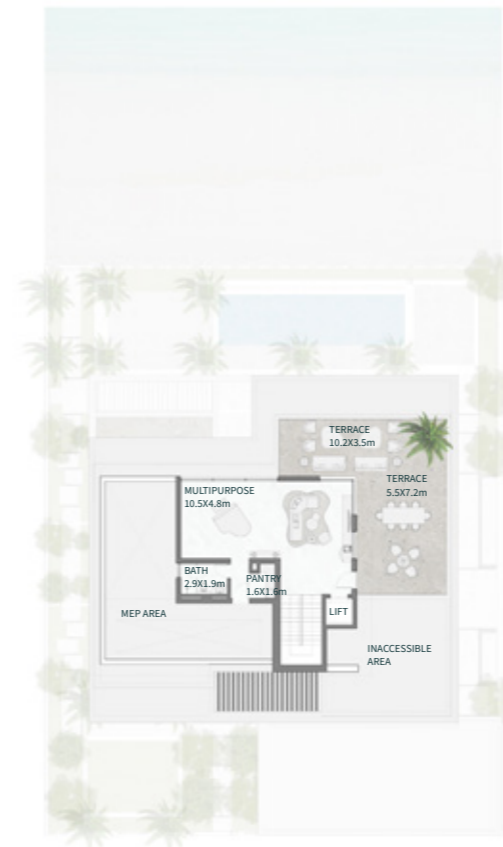 TERRACE
10.2X3.5m
TERRACE
5.5X7.2m
MULTIPURPOSE
10.5X4.8m
BATH
2.9X1.9m
PANTRY
1.6X1.6m
MEP AREA
LIFT
INACCESSIBLE
AREA